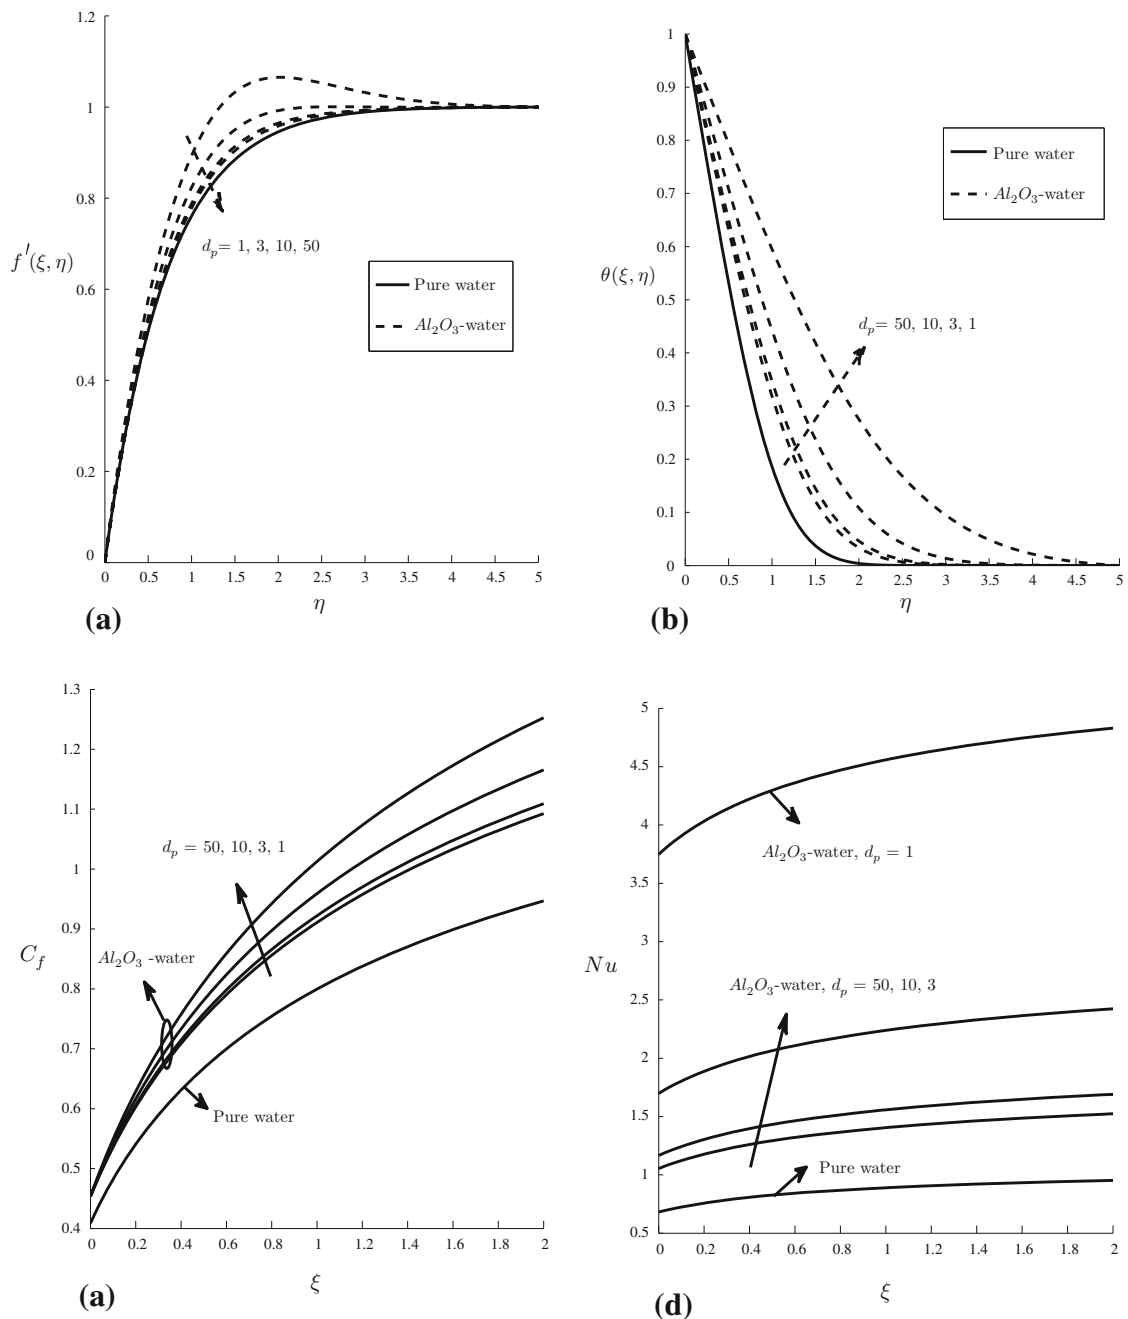 1.2
1
0.8
0.6
0.4
0.2
0
f′(ξ, η)
d_p= 1, 3, 10, 50
Pure water
Al₂O₃-water
0 0.5 1 1.5 2 2.5 3 3.5 4 4.5 5
η
(a)
1
0.9
0.8
0.7
0.6
0.5
0.4
0.3
0.2
0.1
0
θ(ξ, η)
Pure water
Al₂O₃-water
d_p= 50, 10, 3, 1
0 0.5 1 1.5 2 2.5 3 3.5 4 4.5 5
η
(b)
1.3
1.2
1.1
1
0.9
0.8
0.7
0.6
0.5
0.4
C_f
d_p = 50, 10, 3, 1
Al₂O₃ -water
Pure water
0 0.2 0.4 0.6 0.8 1 1.2 1.4 1.6 1.8 2
ξ
(a)
5
4.5
4
3.5
3
2.5
2
1.5
1
0.5
Nu
Al₂O₃-water, d_p = 1
Al₂O₃-water, d_p = 50, 10, 3
Pure water
0 0.2 0.4 0.6 0.8 1 1.2 1.4 1.6 1.8 2
ξ
(d)